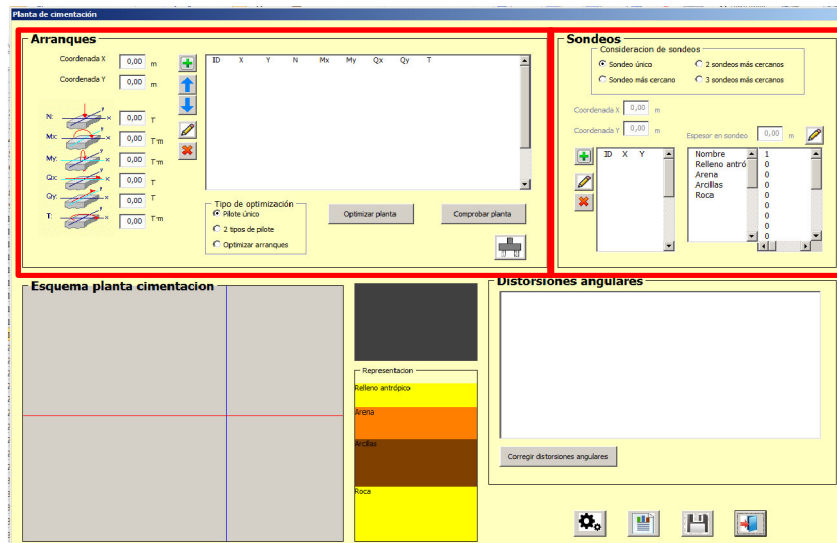 Planta de cimentación
Arranques
Coordenada X 0,00 m
Coordenada Y 0,00 m
N: x 0,00 T
Mx: x 0,00 T·m
My: x 0,00 T·m
Qx: x 0,00 T
Qy: x 0,00 T
T: x 0,00 T·m
ID X Y N Mx My Qx Qy T
Tipo de optimización
Pilote único
2 tipos de pilote
Optimizar arranques
Optimizar planta
Comprobar planta
Sondeos
Consideracion de sondeos
Sondeo único
2 sondeos más cercanos
Sondeo más cercano
3 sondeos más cercanos
Coordenada X 0,00 m
Coordenada Y 0,00 m
Espesor en sondeo 0,00 m
ID X Y
Nombre 1
Relleno antró 0
Arena 0
Arcillas 0
Roca 0
0
0
0
Esquema planta cimentacion
Representacion
Relleno antrópico
Arena
Arcillas
Roca
Distorsiones angulares
Corregir distorsiones angulares